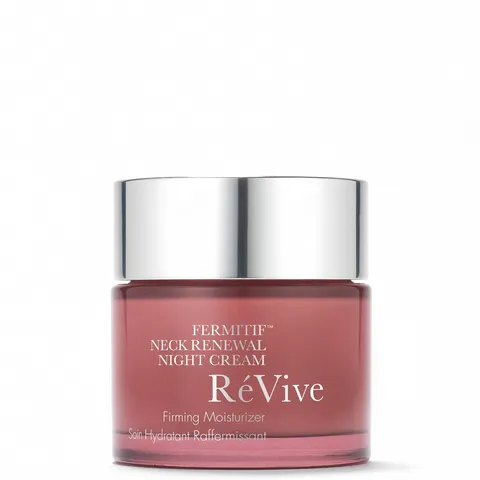 FERMITIF™
NECK RENEWAL
NIGHT CREAM
RéVive
Firming Moisturizer
Soin Hydratant Raffermissant